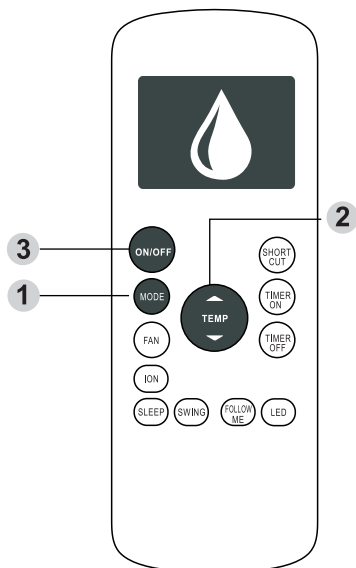 2
3
ON/OFF
SHORT
CUT
1
MODE
TEMP
TIMER
ON
FAN
TIMER
OFF
ION
SLEEP
SWING
FOLLOW
ME
LED